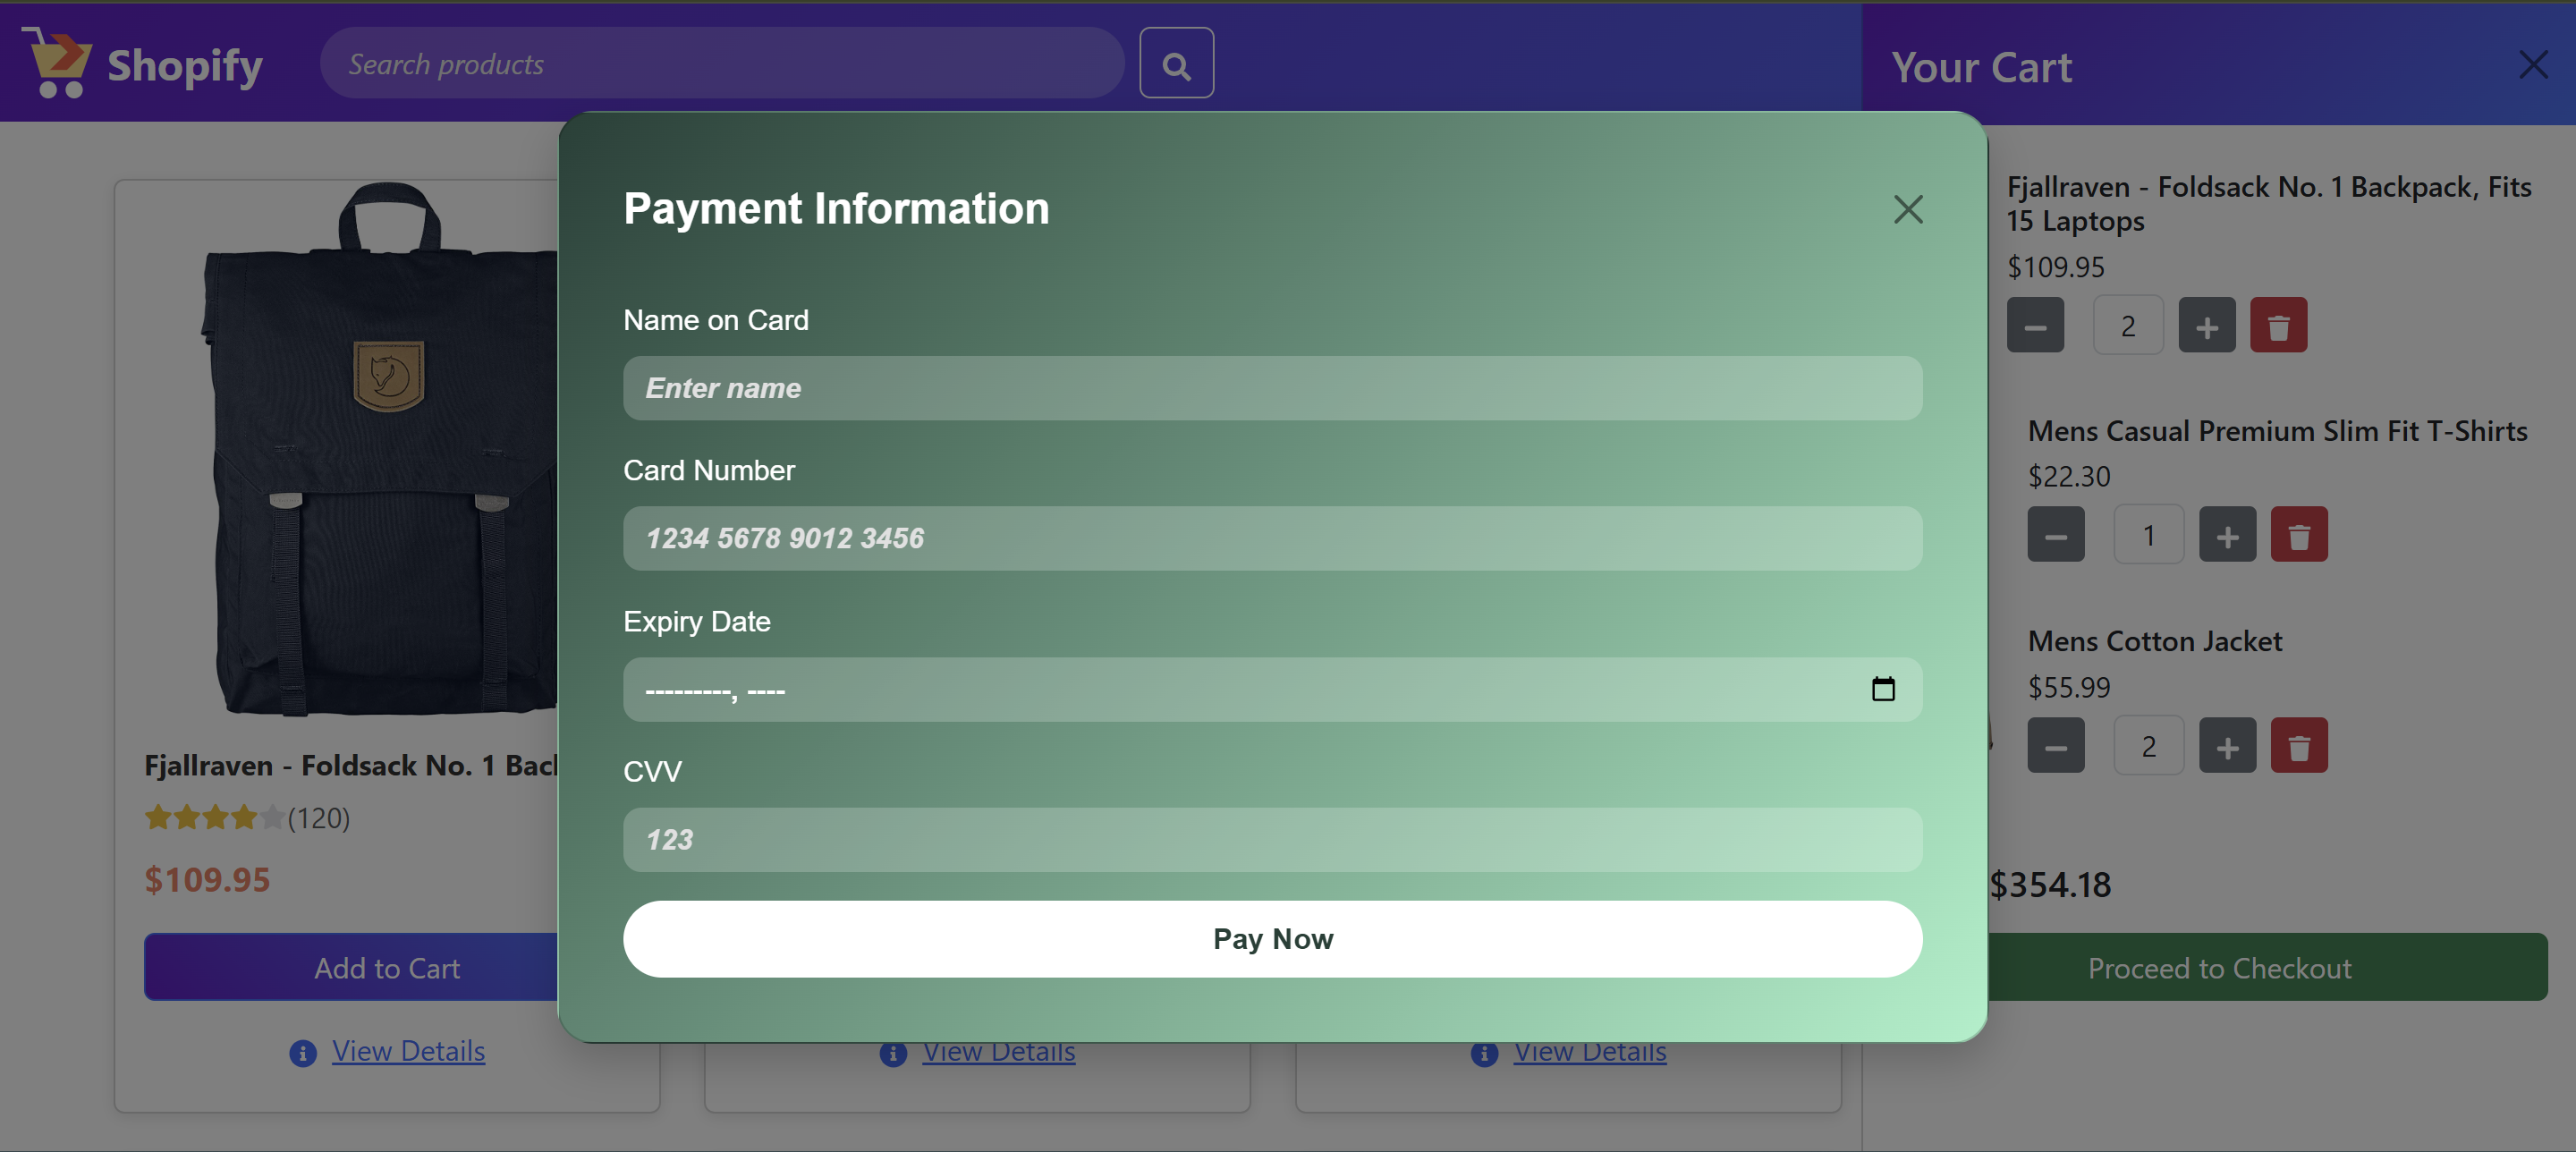 Shopify
Search products
Your Cart
Payment Information
Name on Card
Enter name
Card Number
1234 5678 9012 3456
Expiry Date
---------, ----
CVV
123
Pay Now
Fjallraven - Foldsack No. 1 Bac
(120)
$109.95
Add to Cart
View Details
View Details
View Details
Fjallraven - Foldsack No. 1 Backpack, Fits
15 Laptops
$109.95
2
Mens Casual Premium Slim Fit T-Shirts
$22.30
1
Mens Cotton Jacket
$55.99
2
$354.18
Proceed to Checkout